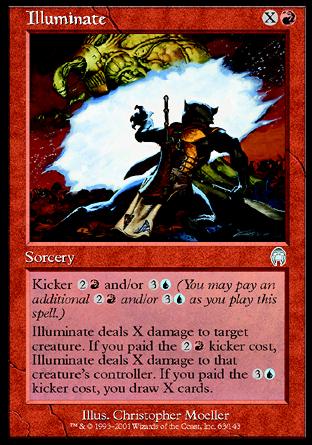 Illuminate X R
Sorcery
Kicker 2 R and/or 3 U (You may pay an
additional 2 R and/or 3 U as you play this
spell.)
Illuminate deals X damage to target
creature. If you paid the 2 R kicker cost,
Illuminate deals X damage to that
creature's controller. If you paid the 3 U
kicker cost, you draw X cards.
Illus. Christopher Moeller
™ & © 1993-2001 Wizards of the Coast, Inc. 63/143